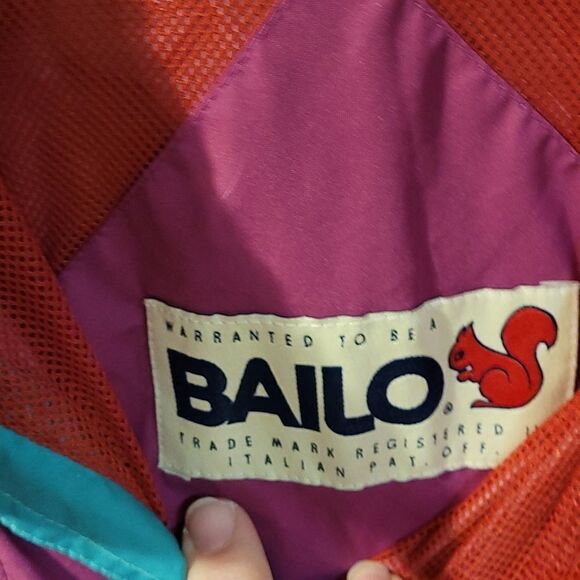 WARRANTED TO BE A
BAILO®
TRADE MARK REGISTERED
ITALIAN PAT. OFF.